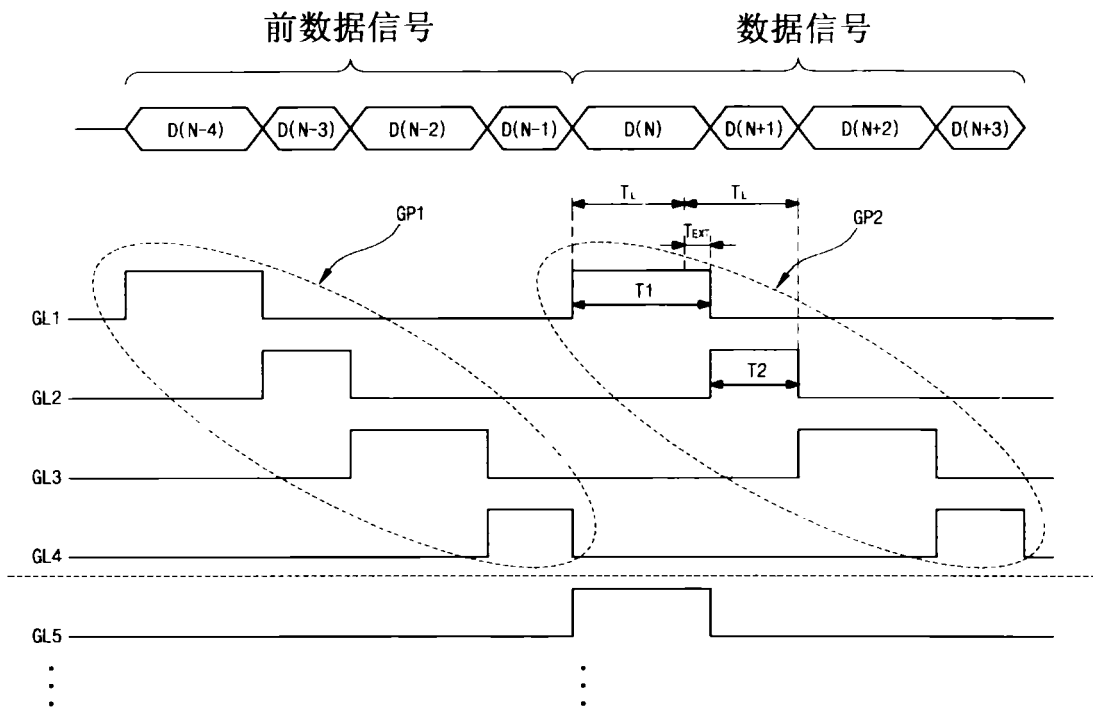 前数据信号 数据信号
D(N-4) D(N-3) D(N-2) D(N-1) D(N) D(N+1) D(N+2) D(N+3)
TL TL
GP1 TEXT GP2
T1
GL1
T2
GL2
GL3
GL4
GL5